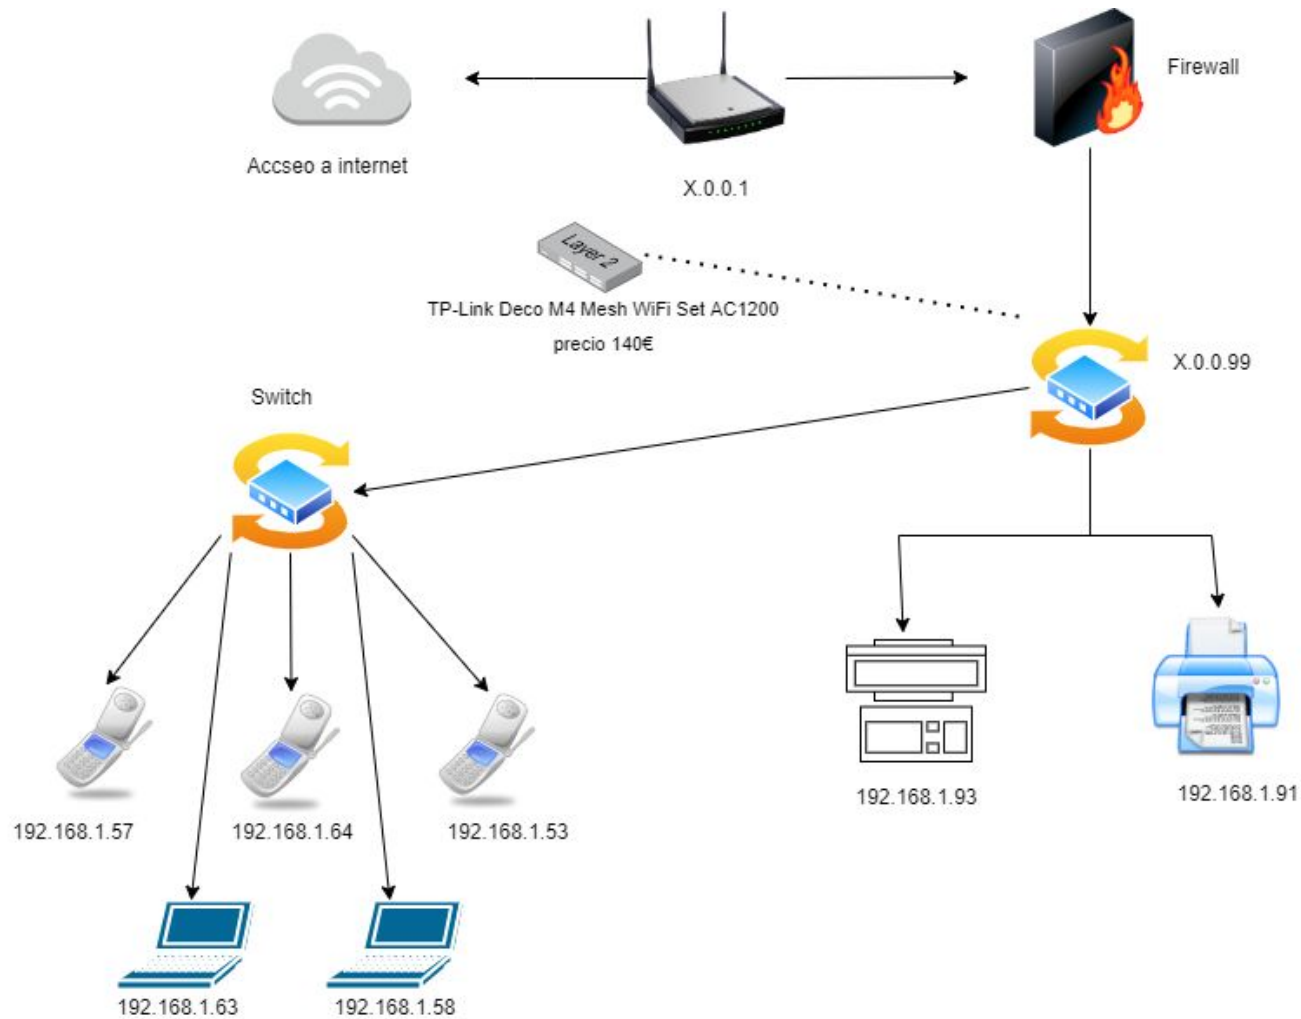 Firewall
Accseo a internet
X.0.0.1
Layer 2
TP-Link Deco M4 Mesh WiFi Set AC1200
precio 140€
X.0.0.99
Switch
192.168.1.57
192.168.1.64
192.168.1.53
192.168.1.93
192.168.1.91
192.168.1.63
192.168.1.58